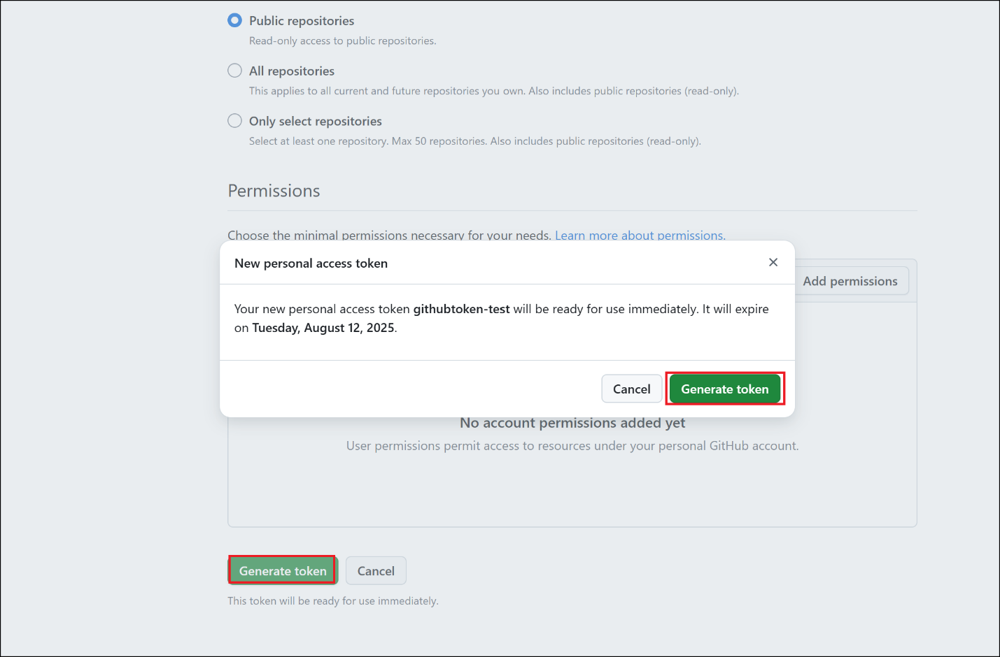 Public repositories
Read-only access to public repositories.
All repositories
This applies to all current and future repositories you own. Also includes public repositories (read-only).
Only select repositories
Select at least one repository. Max 50 repositories. Also includes public repositories (read-only).
Permissions
Choose the minimal permissions necessary for your needs. Learn more about permissions.
New personal access token
Add permissions
Your new personal access token githubtoken-test will be ready for use immediately. It will expire
on Tuesday, August 12, 2025.
Cancel Generate token
No account permissions added yet
User permissions permit access to resources under your personal GitHub account.
Generate token Cancel
This token will be ready for use immediately.